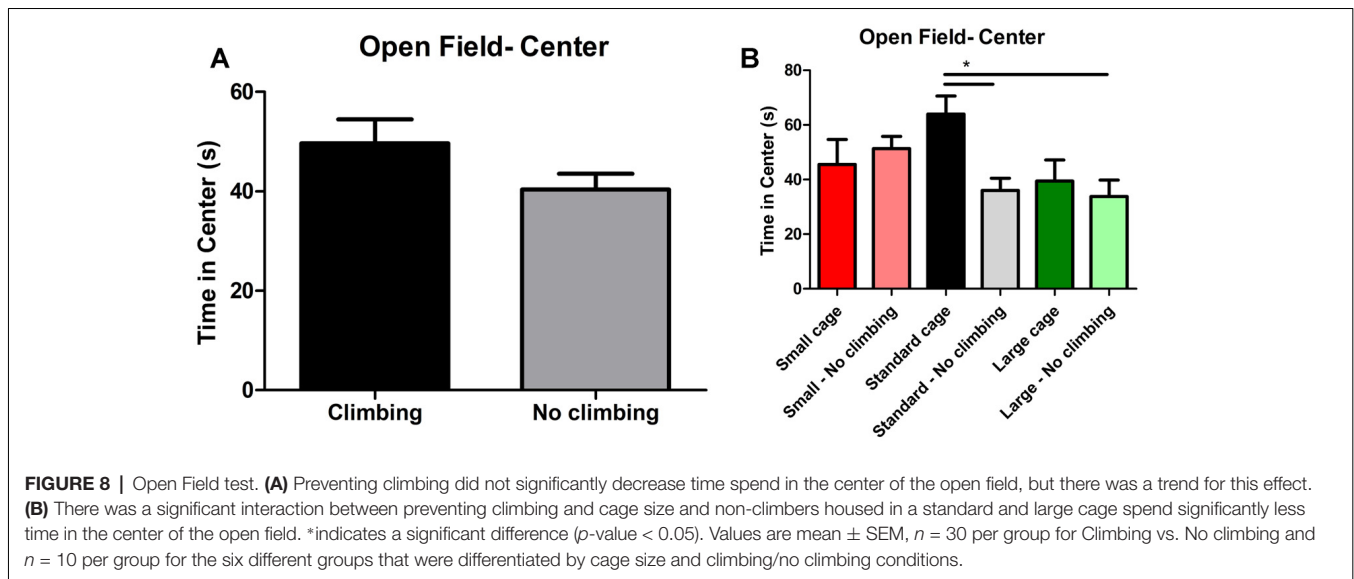 A
Open Field- Center
Time in Center (s)
60
40
20
0
Climbing
No climbing
B
Open Field- Center
*
Time in Center (s)
80
60
40
20
0
Small cage
Small - No climbing
Standard cage
Standard - No climbing
Large cage
Large - No climbing
FIGURE 8 | Open Field test. (A) Preventing climbing did not significantly decrease time spend in the center of the open field, but there was a trend for this effect.
(B) There was a significant interaction between preventing climbing and cage size and non-climbers housed in a standard and large cage spend significantly less
time in the center of the open field. *indicates a significant difference (p-value < 0.05). Values are mean ± SEM, n = 30 per group for Climbing vs. No climbing and
n = 10 per group for the six different groups that were differentiated by cage size and climbing/no climbing conditions.